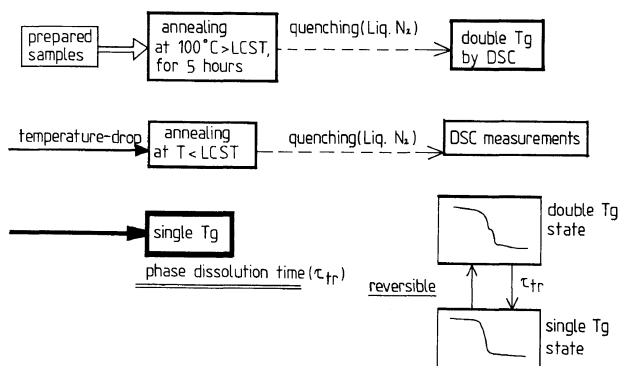 prepared
samples
annealing
at 100°C>LCST,
for 5 hours
quenching(Liq. N₂)
double Tg
by DSC
temperature-drop
annealing
at T<LCST
quenching(Liq. N₂)
DSC measurements
single Tg
phase dissolution time(τtr)
double Tg
state
reversible
τtr
single Tg
state